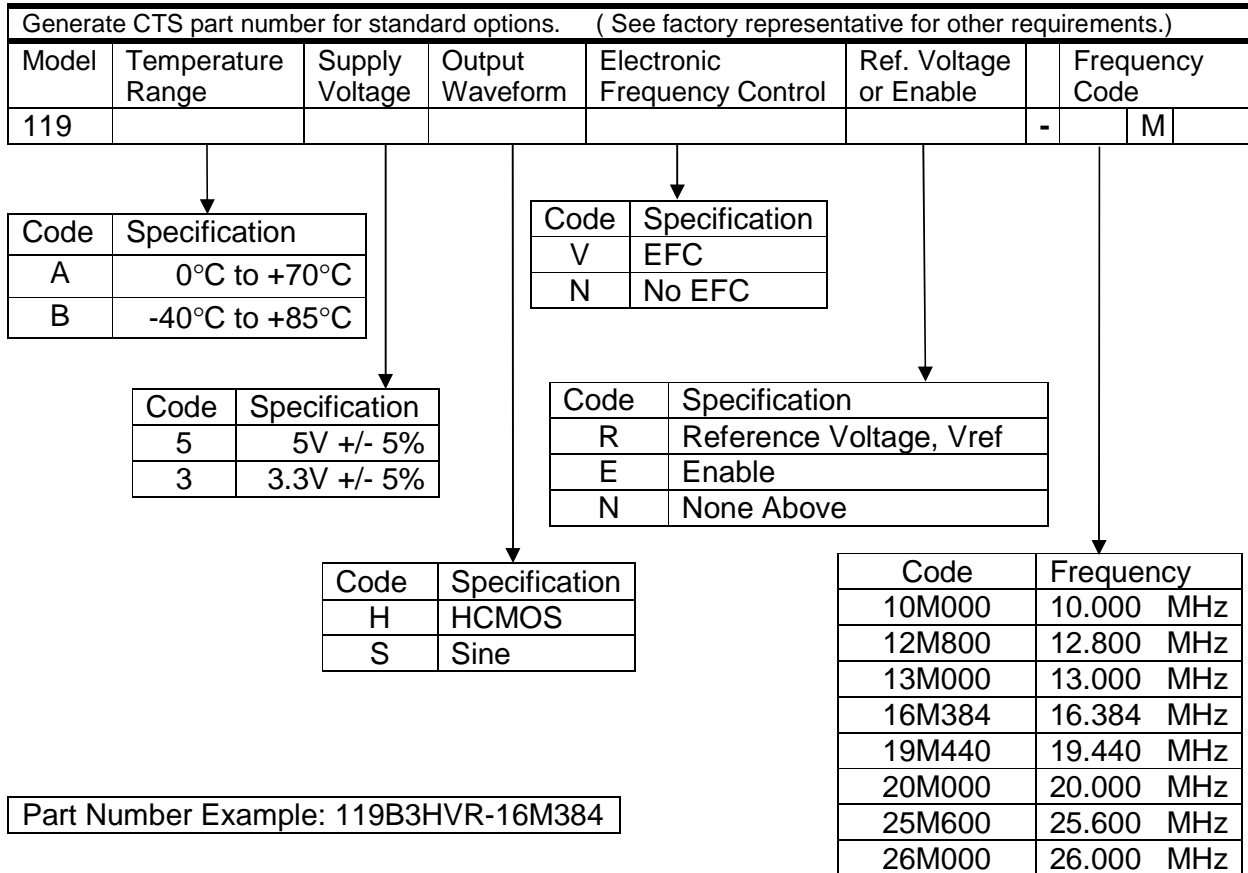 Generate CTS part number for standard options. ( See factory representative for other requirements.)
Model Temperature Range Supply Voltage Output Waveform Electronic Frequency Control Ref. Voltage or Enable Frequency Code
119 - M
Code Specification
A 0°C to +70°C
B -40°C to +85°C
Code Specification
V EFC
N No EFC
Code Specification
5 5V +/- 5%
3 3.3V +/- 5%
Code Specification
R Reference Voltage, Vref
E Enable
N None Above
Code Specification
H HCMOS
S Sine
Code Frequency
10M000 10.000 MHz
12M800 12.800 MHz
13M000 13.000 MHz
16M384 16.384 MHz
19M440 19.440 MHz
20M000 20.000 MHz
25M600 25.600 MHz
26M000 26.000 MHz
Part Number Example: 119B3HVR-16M384